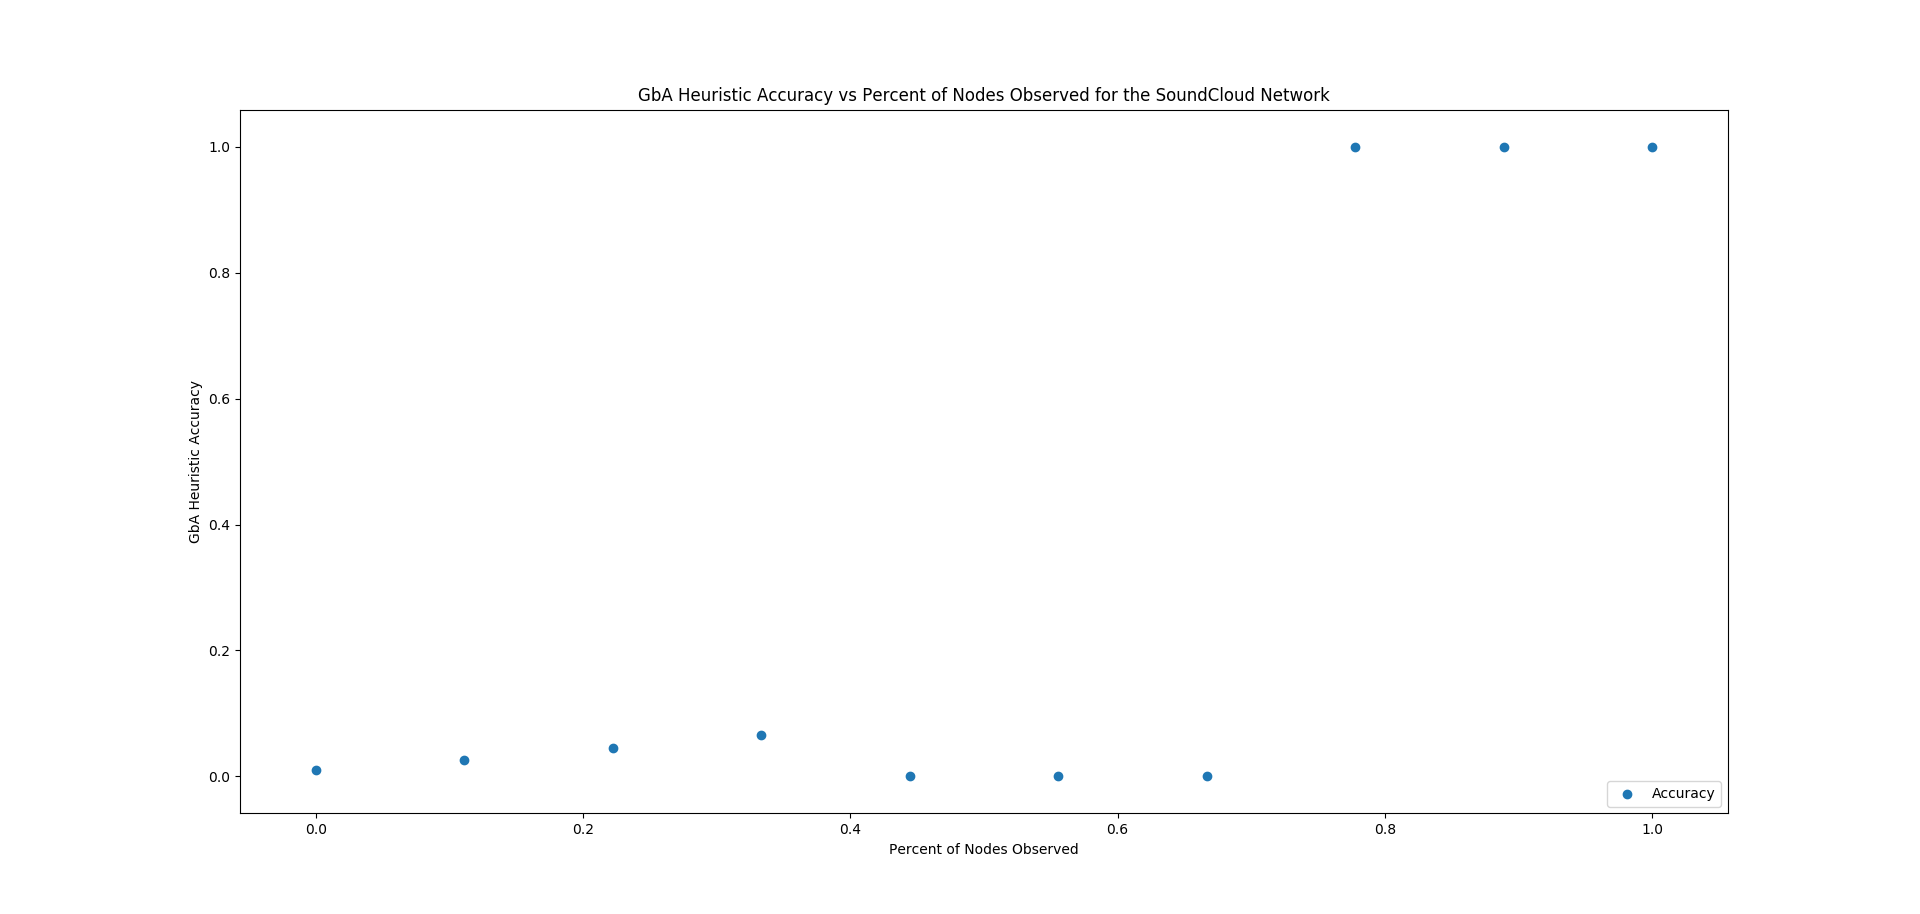 GbA Heuristic Accuracy vs Percent of Nodes Observed for the SoundCloud Network
1.0
0.8
0.6
0.4
0.2
0.0
GbA Heuristic Accuracy
Accuracy
0.0 0.2 0.4 0.6 0.8 1.0
Percent of Nodes Observed